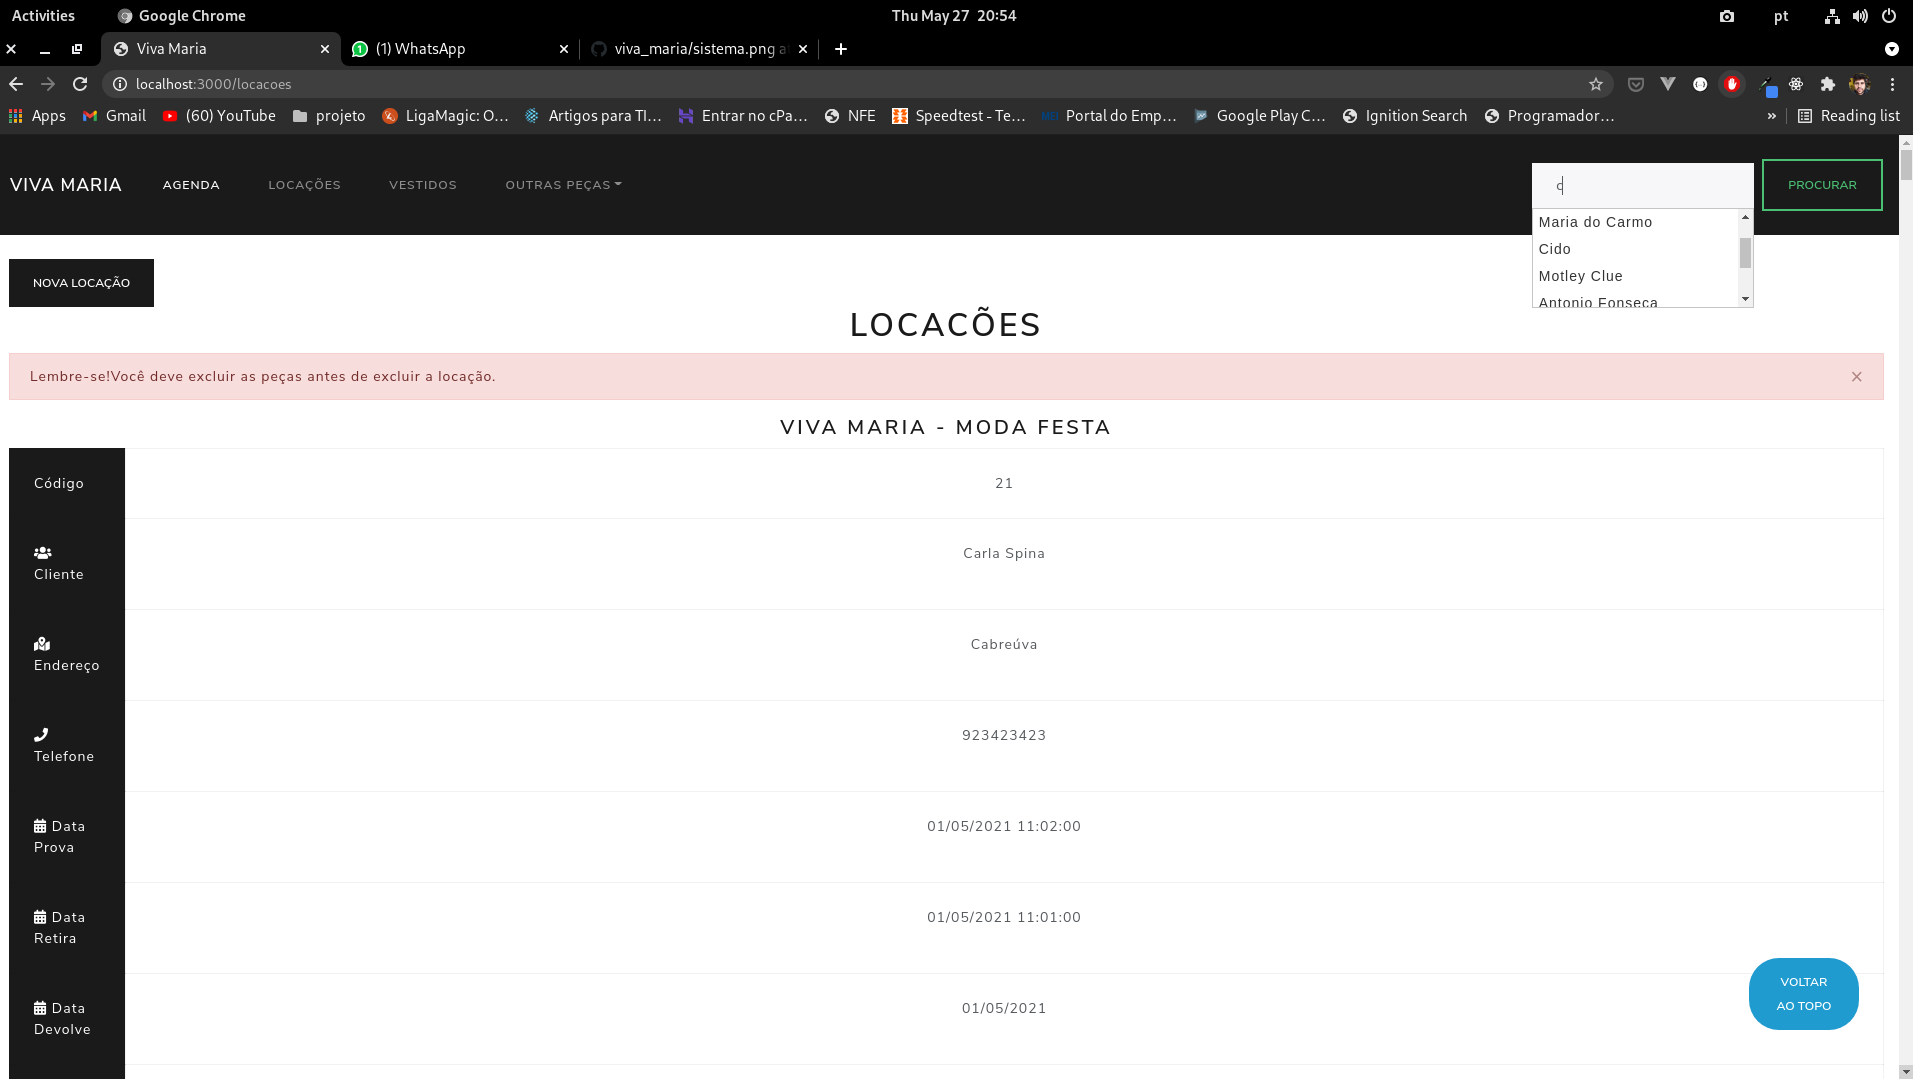 Activities Google Chrome Thu May 27 20:54 pt
Viva Maria (1) WhatsApp viva_maria/sistema.png a
localhost:3000/locacoes
Apps Gmail (60) YouTube projeto LigaMagic: O... Artigos para TI... Entrar no cPa... NFE Speedtest - Te... Portal do Emp... Google Play C... Ignition Search Programador... » Reading list
VIVA MARIA AGENDA LOCAÇÕES VESTIDOS OUTRAS PEÇAS c PROCURAR
Maria do Carmo
Cido
Motley Clue
Antonio Fonseca
NOVA LOCAÇÃO
LOCACÕES
Lembre-se!Você deve excluir as peças antes de excluir a locação. ×
VIVA MARIA - MODA FESTA
Código 21
Cliente Carla Spina
Endereço Cabreúva
Telefone 923423423
Data Prova 01/05/2021 11:02:00
Data Retira 01/05/2021 11:01:00
Data Devolve 01/05/2021
VOLTAR
AO TOPO